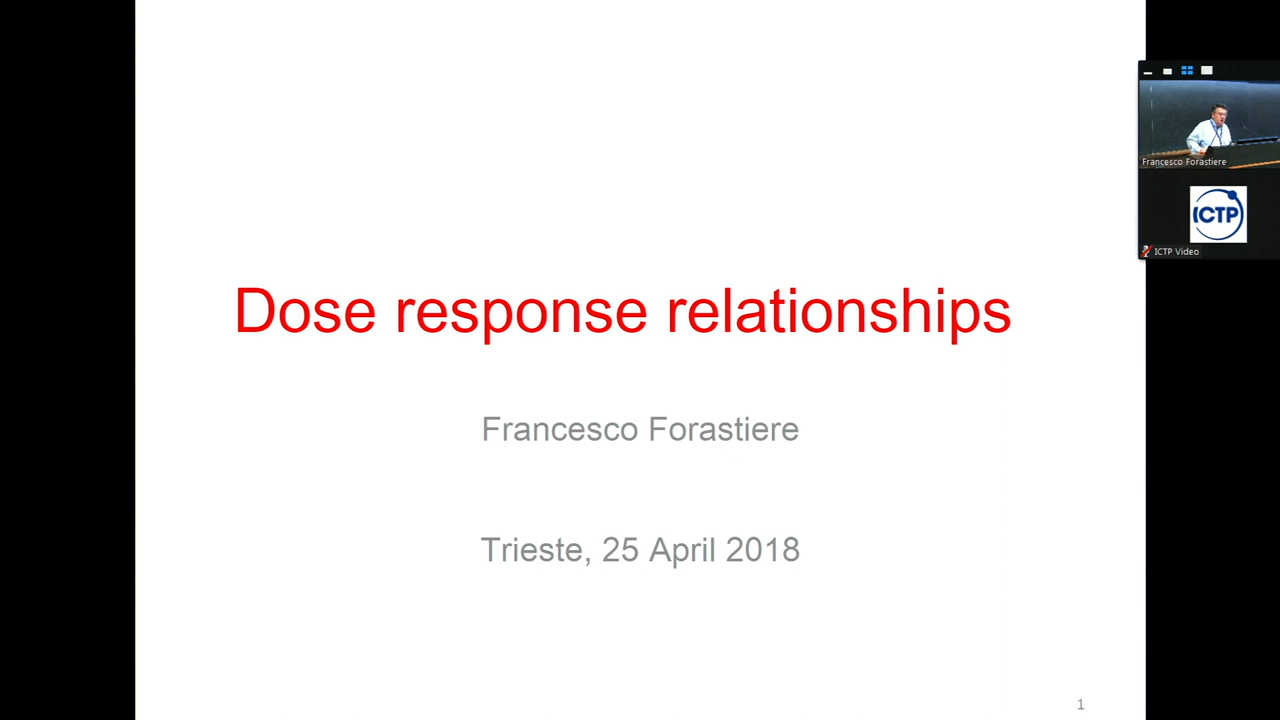 Dose response relationships
Francesco Forastiere
Trieste, 25 April 2018
1
Francesco Forastiere
ICTP
ICTP Video